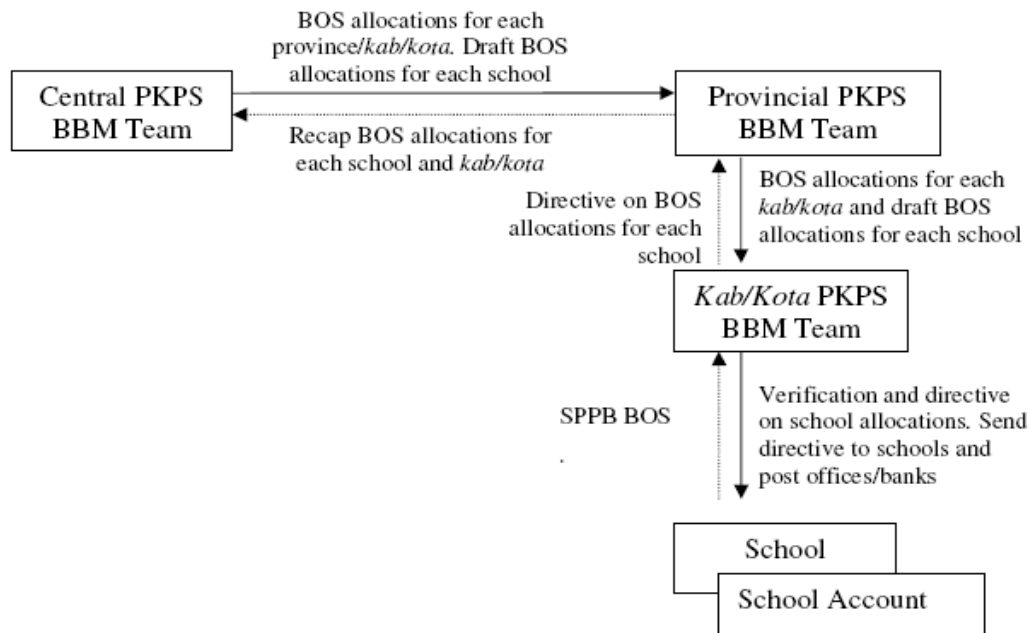 BOS allocations for each
province/kab/kota. Draft BOS
allocations for each school
Central PKPS
BBM Team
Provincial PKPS
BBM Team
Recap BOS allocations for
each school and kab/kota
Directive on BOS
allocations for each
school
BOS allocations for each
kab/kota and draft BOS
allocations for each school
Kab/Kota PKPS
BBM Team
SPPB BOS
.
Verification and directive
on school allocations. Send
directive to schools and
post offices/banks
School
School Account